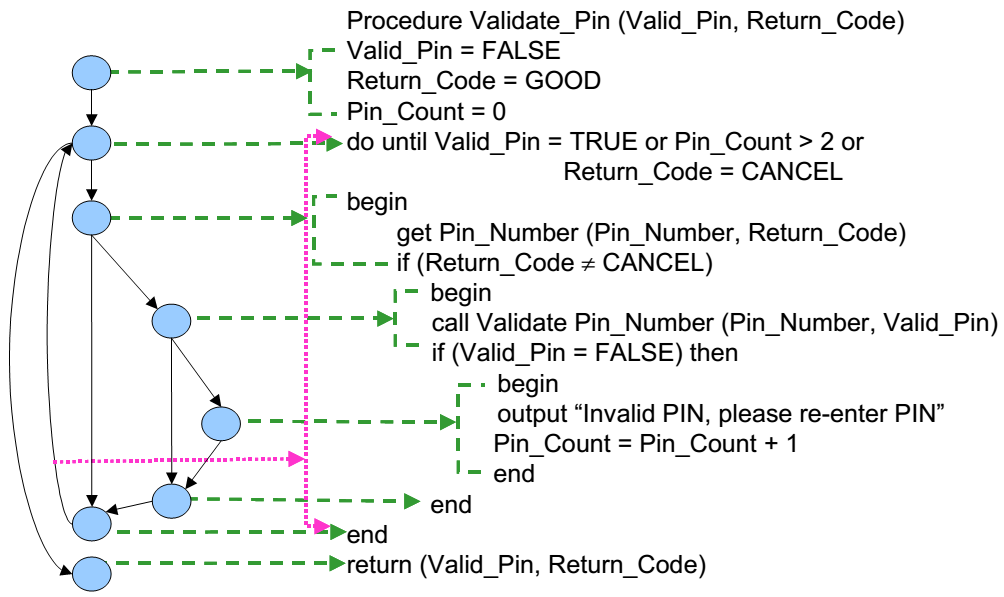 Procedure Validate_Pin (Valid_Pin, Return_Code)
Valid_Pin = FALSE
Return_Code = GOOD
Pin_Count = 0
do until Valid_Pin = TRUE or Pin_Count > 2 or
Return_Code = CANCEL
begin
get Pin_Number (Pin_Number, Return_Code)
if (Return_Code ≠ CANCEL)
begin
call Validate Pin_Number (Pin_Number, Valid_Pin)
if (Valid_Pin = FALSE) then
begin
output “Invalid PIN, please re-enter PIN”
Pin_Count = Pin_Count + 1
end
end
end
return (Valid_Pin, Return_Code)